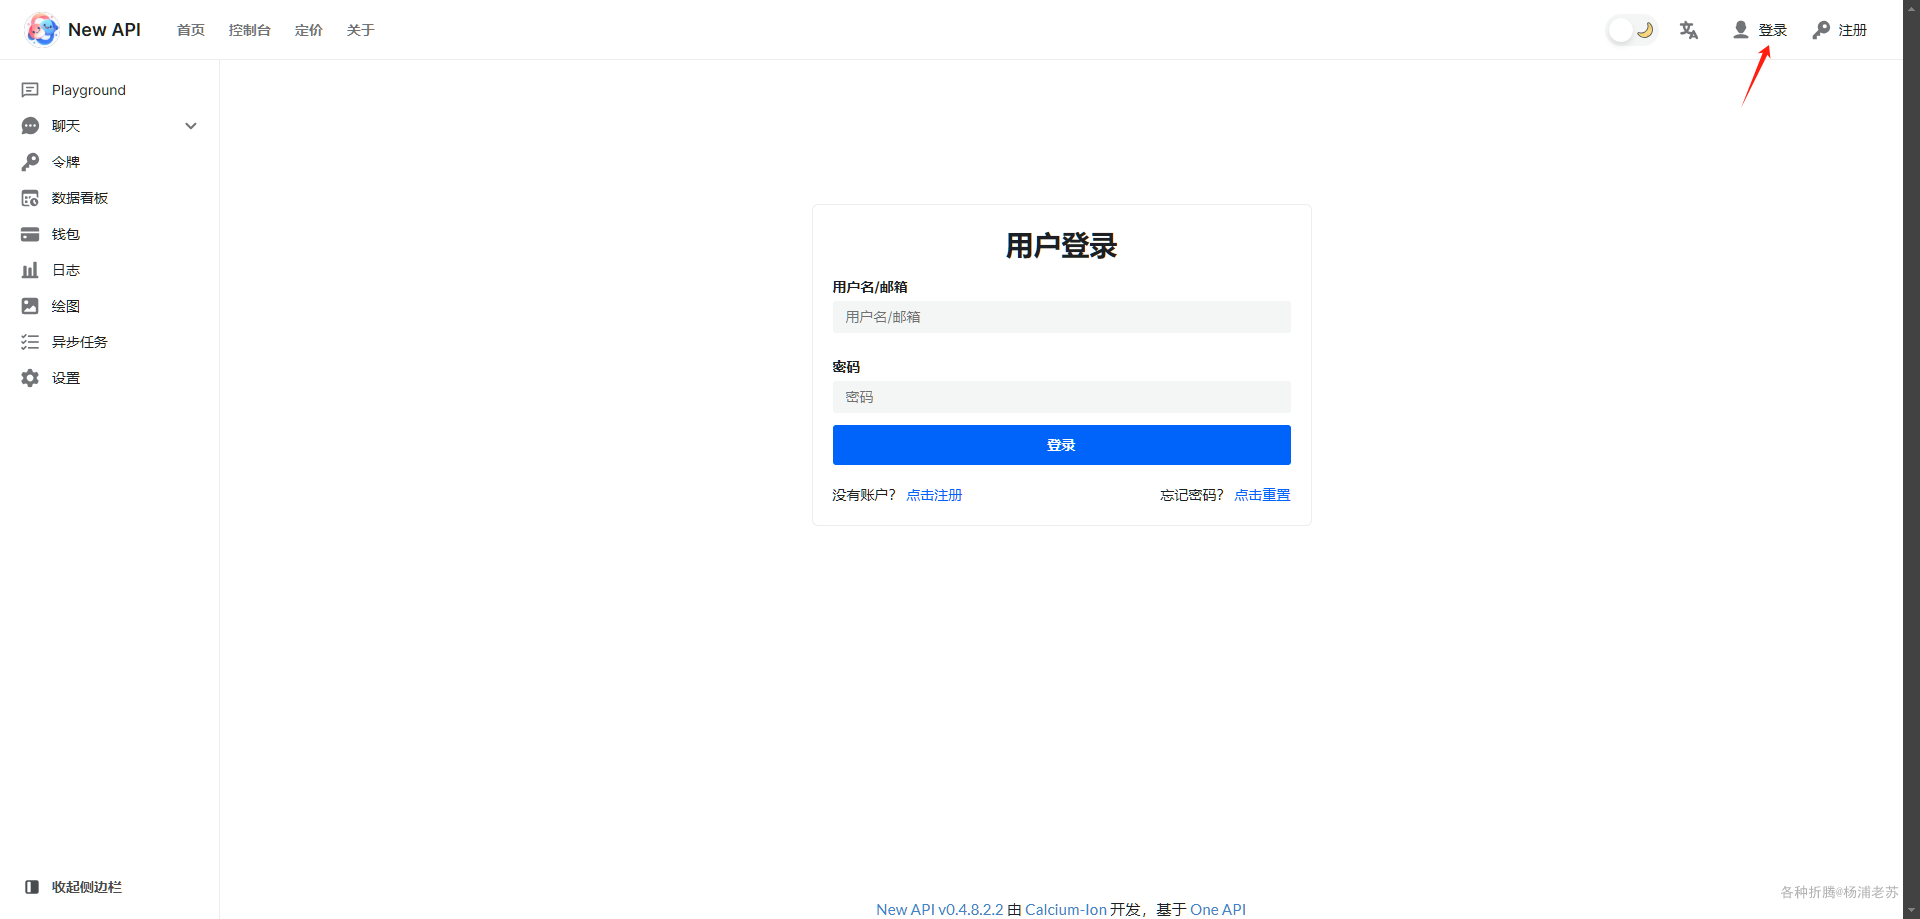 New API 首页 控制台 定价 关于 登录 注册
Playground
聊天
令牌
数据看板
钱包
日志
绘图
异步任务
设置
用户登录
用户名/邮箱
用户名/邮箱
密码
密码
登录
没有账户？ 点击注册 忘记密码？ 点击重置
收起侧边栏
各种折腾@杨浦老苏
New API v0.4.8.2.2 由 Calcium-Ion 开发，基于 One API